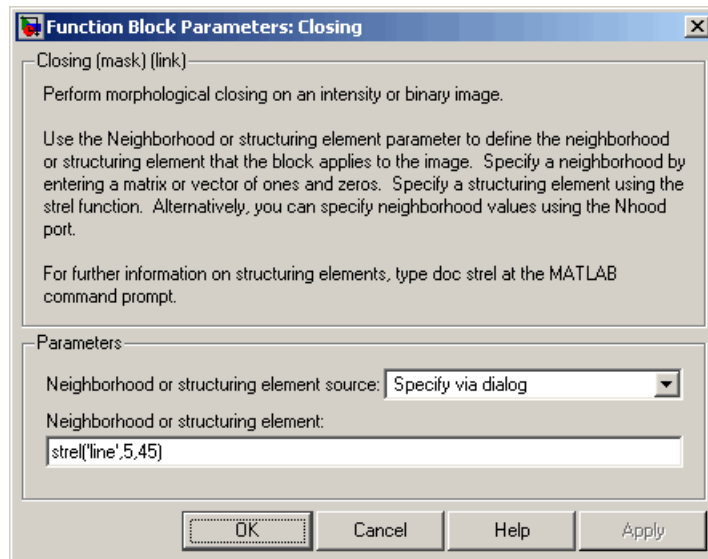 Function Block Parameters: Closing
Closing (mask) (link)
Perform morphological closing on an intensity or binary image.
Use the Neighborhood or structuring element parameter to define the neighborhood
or structuring element that the block applies to the image.  Specify a neighborhood by
entering a matrix or vector of ones and zeros.  Specify a structuring element using the
strel function.  Alternatively, you can specify neighborhood values using the Nhood
port.
For further information on structuring elements, type doc strel at the MATLAB
command prompt.
Parameters
Neighborhood or structuring element source: Specify via dialog
Neighborhood or structuring element:
strel('line',5,45)
OK Cancel Help Apply